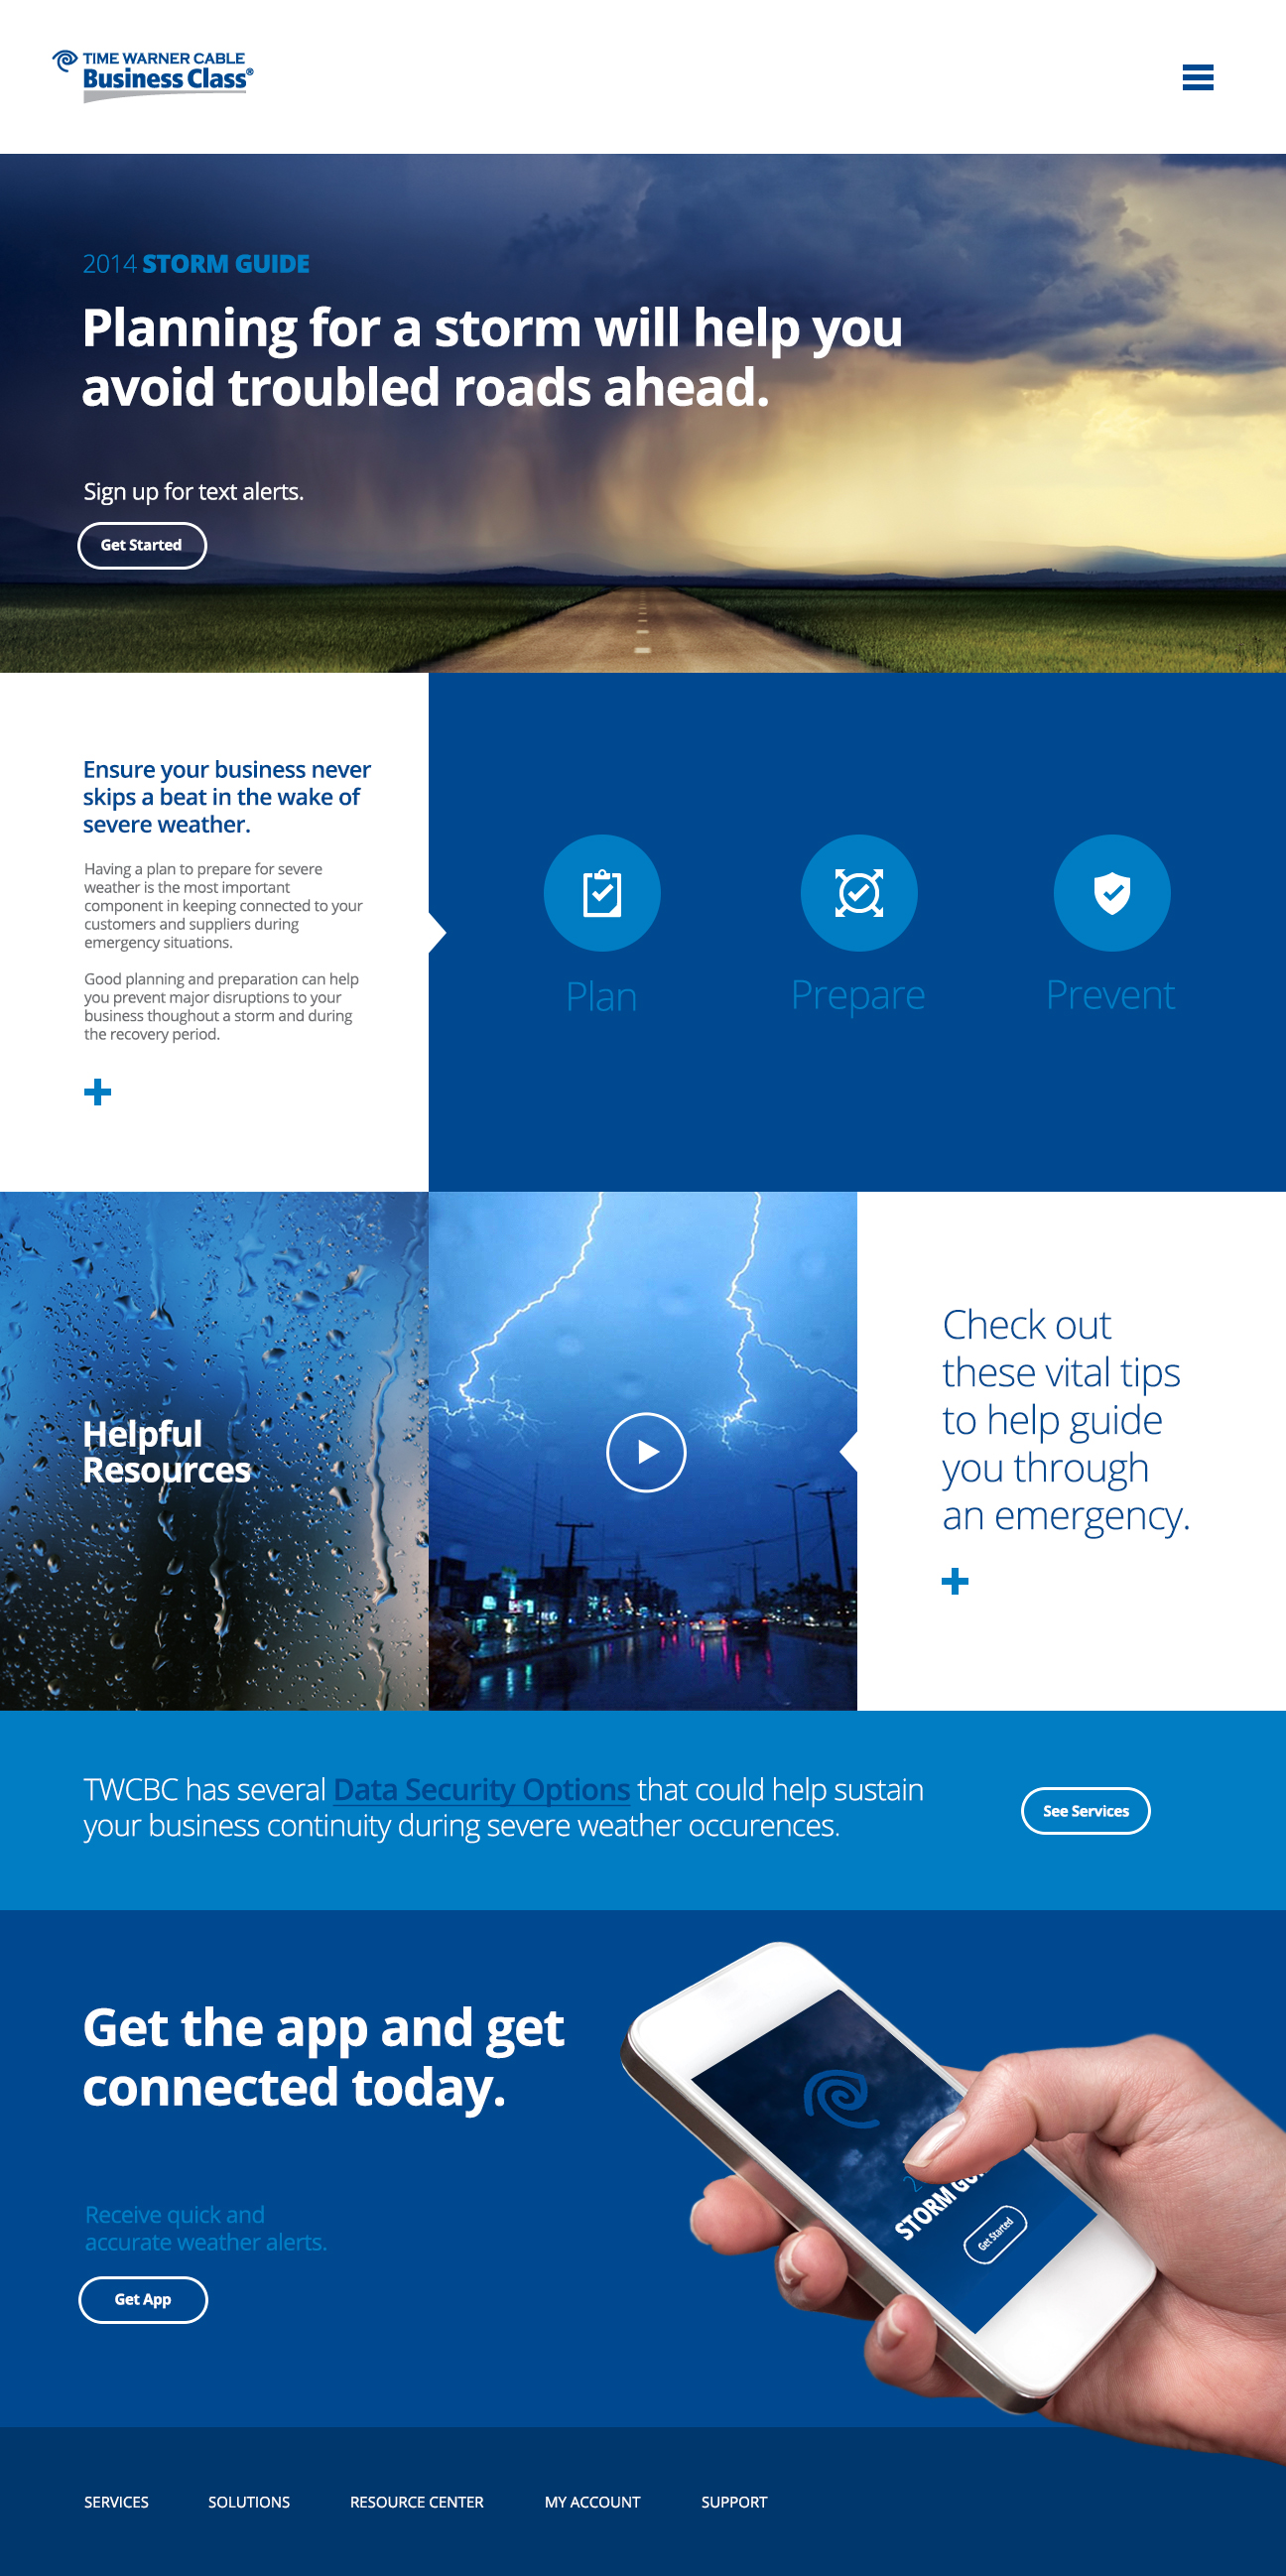 TIME WARNER CABLE
Business Class®
2014 STORM GUIDE
Planning for a storm will help you
avoid troubled roads ahead.
Sign up for text alerts.
Get Started
Ensure your business never
skips a beat in the wake of
severe weather.
Having a plan to prepare for severe
weather is the most important
component in keeping connected to your
customers and suppliers during
emergency situations.
Good planning and preparation can help
you prevent major disruptions to your
business thoughout a storm and during
the recovery period.
Plan
Prepare
Prevent
Helpful
Resources
Check out
these vital tips
to help guide
you through
an emergency.
TWCBC has several Data Security Options that could help sustain
your business continuity during severe weather occurences.
See Services
Get the app and get
connected today.
Receive quick and
accurate weather alerts.
Get App
STORM
Get Started
SERVICES
SOLUTIONS
RESOURCE CENTER
MY ACCOUNT
SUPPORT